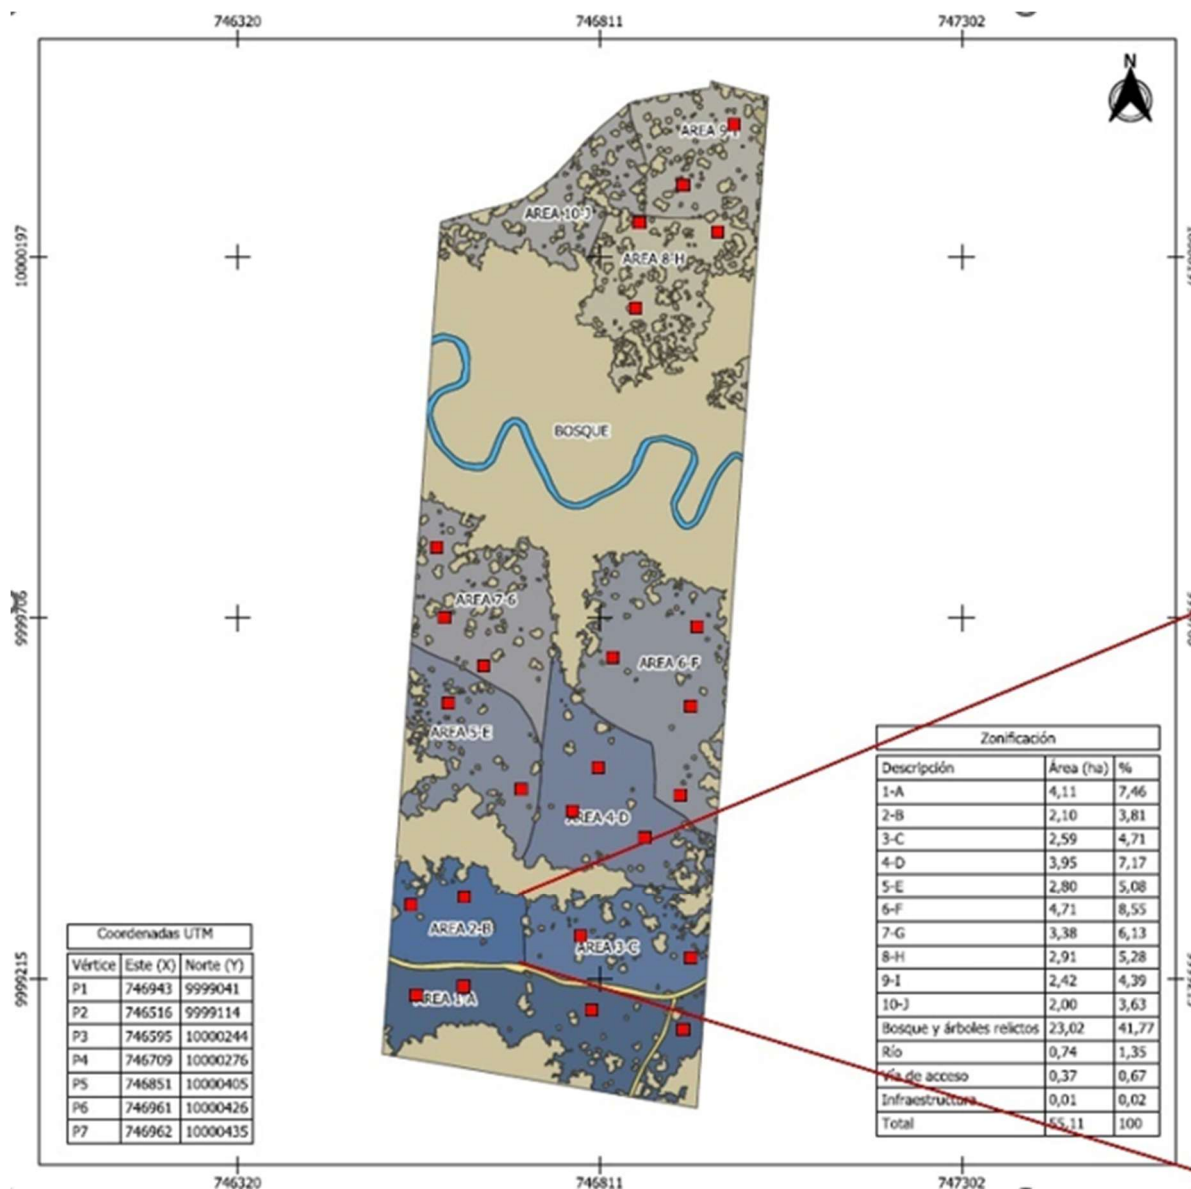 746320 746811 747302
N
AREA 9-I
AREA 10-J
10000197
AREA 8-H
BOSQUE
AREA 7-6
9999706
AREA 6-F
AREA 5-E
Zonificación
Descripción Área (ha) %
1-A 4,11 7,46
2-B 2,10 3,81
AREA 4-D
3-C 2,59 4,71
4-D 3,95 7,17
5-E 2,80 5,08
6-F 4,71 8,55
7-G 3,38 6,13
8-H 2,91 5,28
9-I 2,42 4,39
10-J 2,00 3,63
Bosque y árboles relictos 23,02 41,77
Río 0,74 1,35
Vía de acceso 0,37 0,67
Infraestructura 0,01 0,02
Total 55,11 100
AREA 2-B
AREA 3-C
Coordenadas UTM
Vértice Este (X) Norte (Y)
P1 746943 9999041
P2 746516 9999114
P3 746595 10000244
P4 746709 10000276
P5 746851 10000405
P6 746961 10000426
P7 746962 10000435
9999215
AREA 1-A
746320 746811 747302